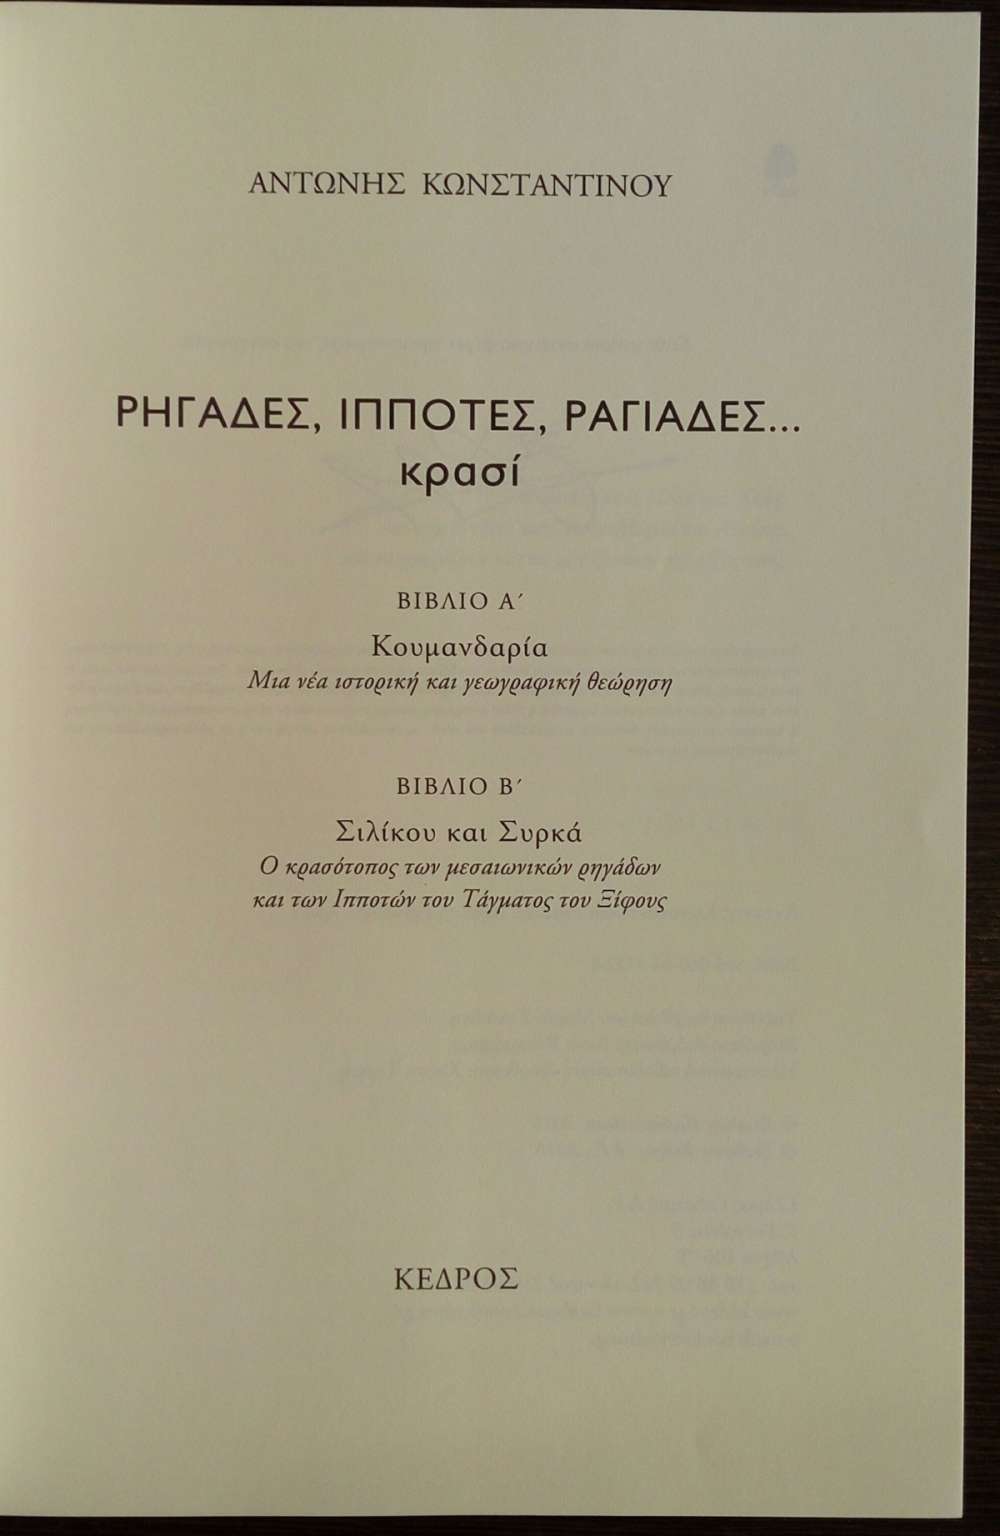 ΑΝΤΩΝΗΣ ΚΩΝΣΤΑΝΤΙΝΟΥ
ΡΗΓΑΔΕΣ, ΙΠΠΟΤΕΣ, ΡΑΓΙΑΔΕΣ...
κρασί
ΒΙΒΛΙΟ Α΄
Κουμανδαρία
Μια νέα ιστορική και γεωγραφική θεώρηση
ΒΙΒΛΙΟ Β΄
Σιλίκου και Συρκά
Ο κρασότοπος των μεσαιωνικών ρηγάδων
και των Ιπποτών του Τάγματος του Ξίφους
ΚΕΔΡΟΣ